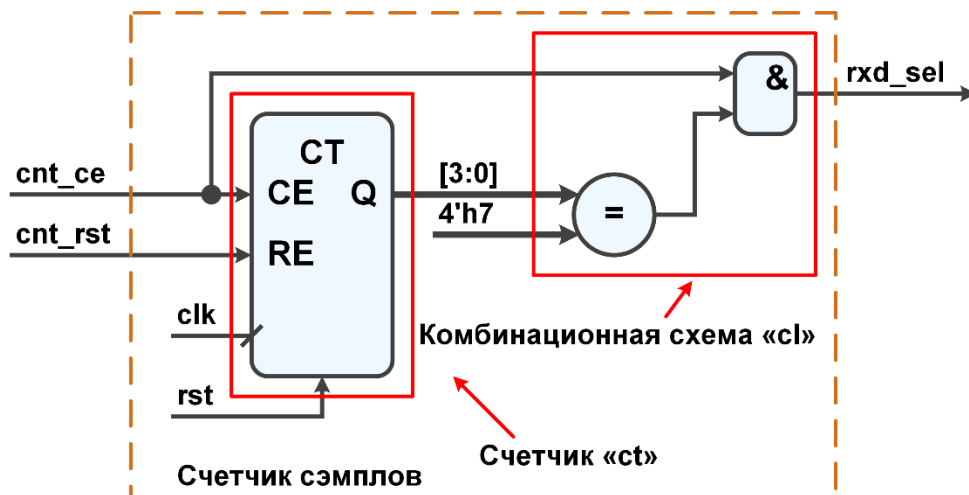 &
rxd_sel
CT
cnt_ce
CE
Q
[3:0]
4'h7
=
cnt_rst
RE
clk
Комбинационная схема «cl»
rst
Счетчик «ct»
Счетчик сэмплов